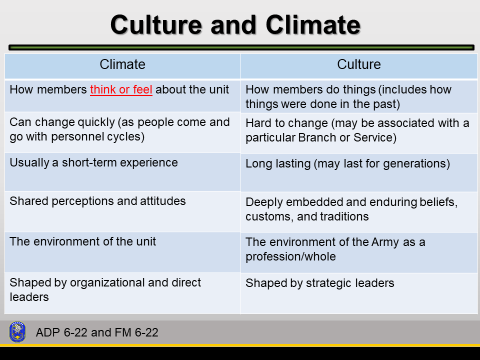 Culture and Climate
Climate
Culture
How members think or feel about the unit
How members do things (includes how
things were done in the past)
Can change quickly (as people come and
go with personnel cycles)
Hard to change (may be associated with a
particular Branch or Service)
Usually a short-term experience
Long lasting (may last for generations)
Shared perceptions and attitudes
Deeply embedded and enduring beliefs,
customs, and traditions
The environment of the unit
The environment of the Army as a
profession/whole
Shaped by organizational and direct
leaders
Shaped by strategic leaders
ADP 6-22 and FM 6-22